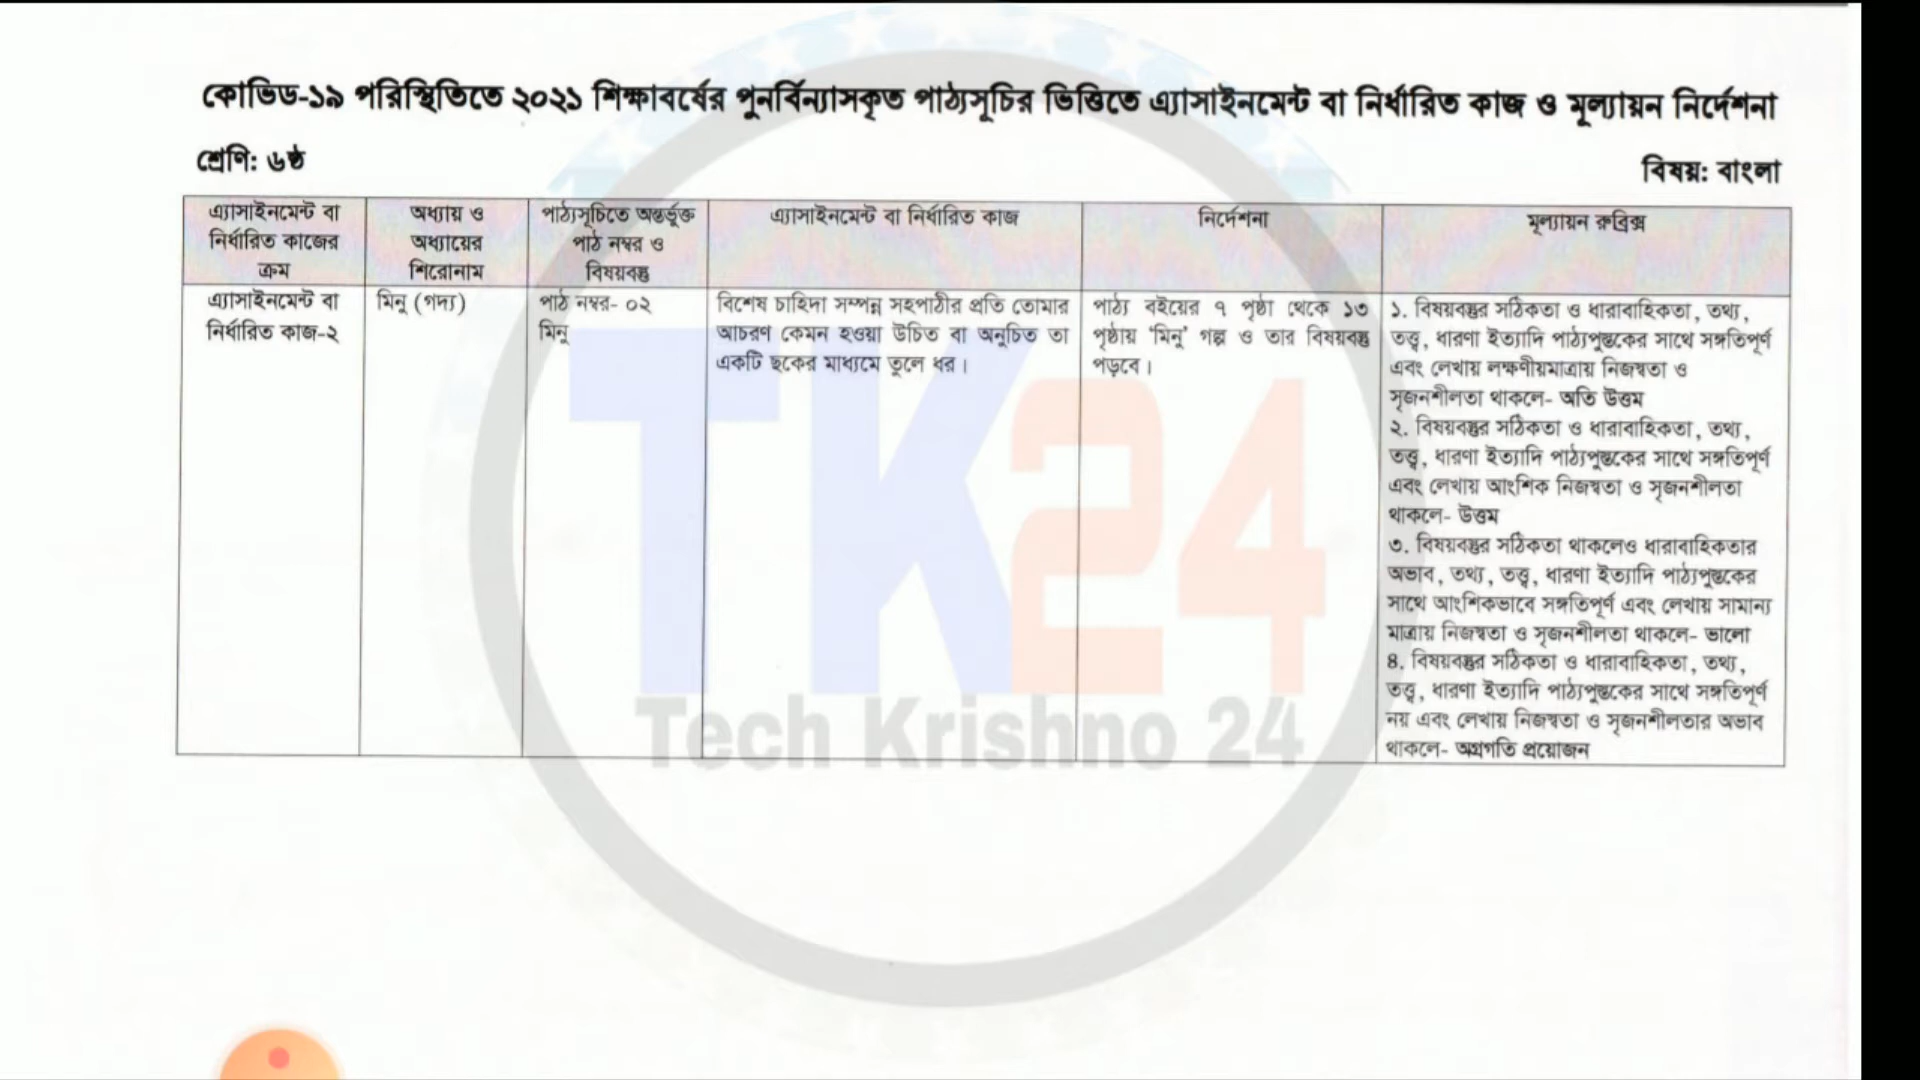 কোভিড-১৯ পরিস্থিতিতে ২০২১ শিক্ষাবর্ষের পুনর্বিন্যাসকৃত পাঠ্যসূচির ভিত্তিতে এ্যাসাইনমেন্ট বা নির্ধারিত কাজ ও মূল্যায়ন নির্দেশনা
শ্রেণি: ৬ষ্ঠ
বিষয়: বাংলা
এ্যাসাইনমেন্ট বা
নির্ধারিত কাজের
ক্রম
অধ্যায় ও
অধ্যায়ের
শিরোনাম
পাঠ্যসূচিতে অন্তর্ভুক্ত
পাঠ নম্বর ও
বিষয়বস্তু
এ্যাসাইনমেন্ট বা নির্ধারিত কাজ
নির্দেশনা
মূল্যায়ন রুব্রিক্স
এ্যাসাইনমেন্ট বা
নির্ধারিত কাজ-২
মিনু (গদ্য)
পাঠ নম্বর- ০২
মিনু
বিশেষ চাহিদা সম্পন্ন সহপাঠীর প্রতি তোমার
আচরণ কেমন হওয়া উচিত বা অনুচিত তা
একটি ছকের মাধ্যমে তুলে ধর।
পাঠ্য বইয়ের ৭ পৃষ্ঠা থেকে ১৩
পৃষ্ঠায় ‘মিনু’ গল্প ও তার বিষয়বস্তু
পড়বে।
১. বিষয়বস্তুর সঠিকতা ও ধারাবাহিকতা, তথ্য,
তত্ত্ব, ধারণা ইত্যাদি পাঠ্যপুস্তকের সাথে সঙ্গতিপূর্ণ
এবং লেখায় লক্ষণীয়মাত্রায় নিজস্বতা ও
সৃজনশীলতা থাকলে- অতি উত্তম
২. বিষয়বস্তুর সঠিকতা ও ধারাবাহিকতা, তথ্য,
তত্ত্ব, ধারণা ইত্যাদি পাঠ্যপুস্তকের সাথে সঙ্গতিপূর্ণ
এবং লেখায় আংশিক নিজস্বতা ও সৃজনশীলতা
থাকলে- উত্তম
৩. বিষয়বস্তুর সঠিকতা থাকলেও ধারাবাহিকতার
অভাব, তথ্য, তত্ত্ব, ধারণা ইত্যাদি পাঠ্যপুস্তকের
সাথে আংশিকভাবে সঙ্গতিপূর্ণ এবং লেখায় সামান্য
মাত্রায় নিজস্বতা ও সৃজনশীলতা থাকলে- ভালো
৪. বিষয়বস্তুর সঠিকতা ও ধারাবাহিকতা, তথ্য,
তত্ত্ব, ধারণা ইত্যাদি পাঠ্যপুস্তকের সাথে সঙ্গতিপূর্ণ
নয় এবং লেখায় নিজস্বতা ও সৃজনশীলতার অভাব
থাকলে- অগ্রগতি প্রয়োজন
TK24
Tech Krishno 24